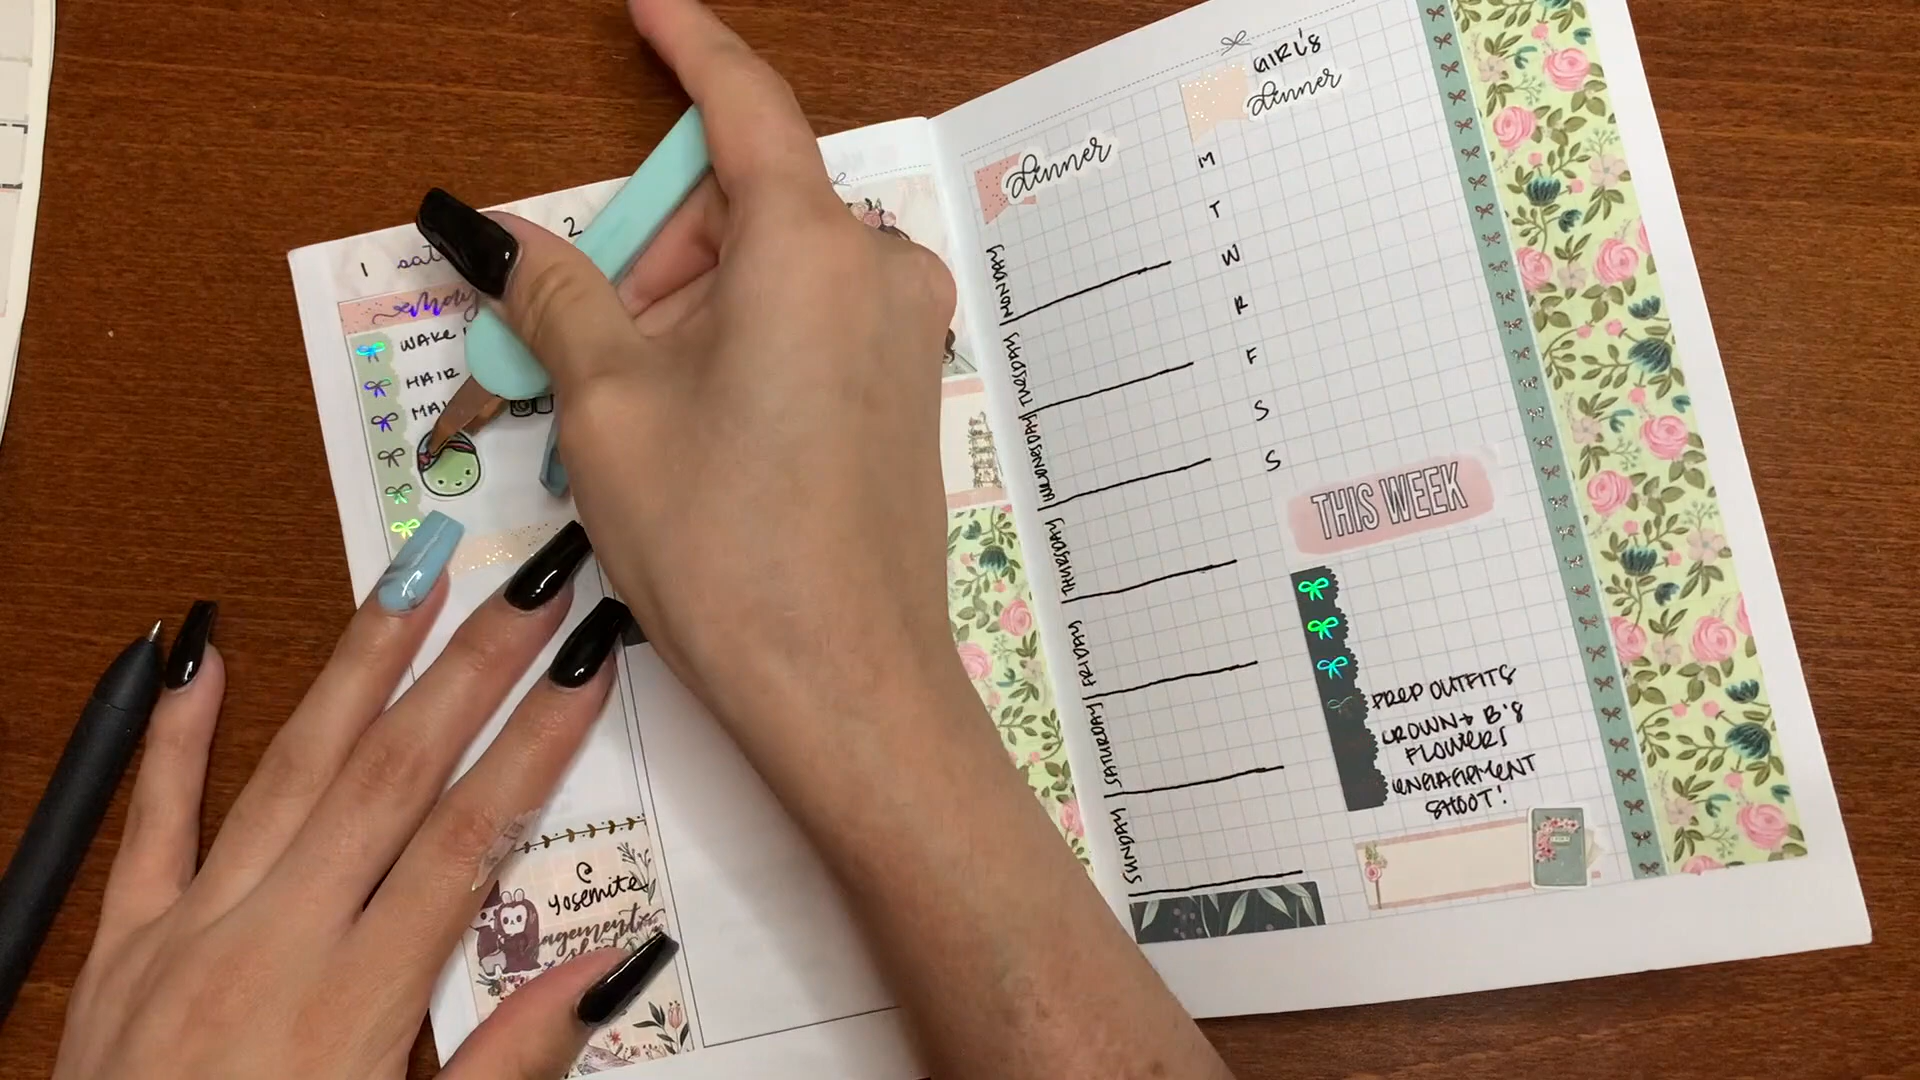 1
2
WAKE
HAIR
@
Yosemite
dinner
MONDAY
TUESDAY
WEDNESDAY
THURSDAY
FRIDAY
SATURDAY
SUNDAY
GIRL'S
dinner
M
T
W
R
F
S
S
THIS WEEK
PREP OUTFITS
CROWN + B'S
FLOWERS
ENGAGEMENT
SHOOT!